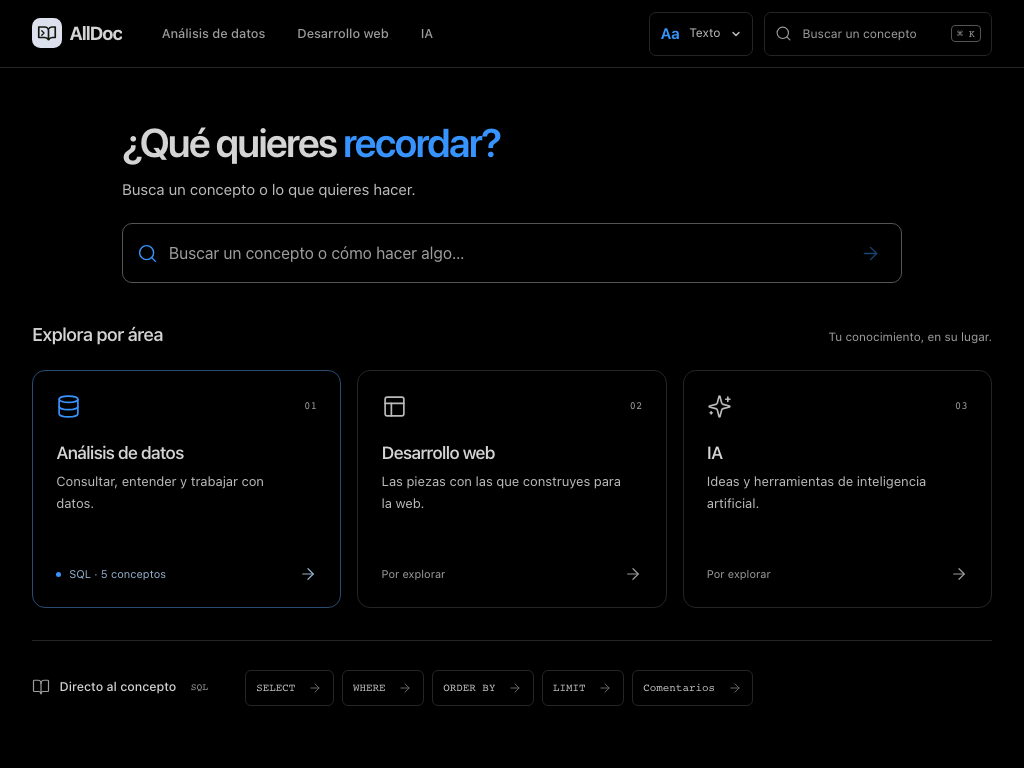 AllDoc
Análisis de datos
Desarrollo web
IA
Aa Texto
Buscar un concepto
⌘ K
¿Qué quieres recordar?
Busca un concepto o lo que quieres hacer.
Buscar un concepto o cómo hacer algo...
Explora por área
Tu conocimiento, en su lugar.
01
Análisis de datos
Consultar, entender y trabajar con
datos.
SQL · 5 conceptos
02
Desarrollo web
Las piezas con las que construyes para
la web.
Por explorar
03
IA
Ideas y herramientas de inteligencia
artificial.
Por explorar
Directo al concepto SQL
SELECT
WHERE
ORDER BY
LIMIT
Comentarios